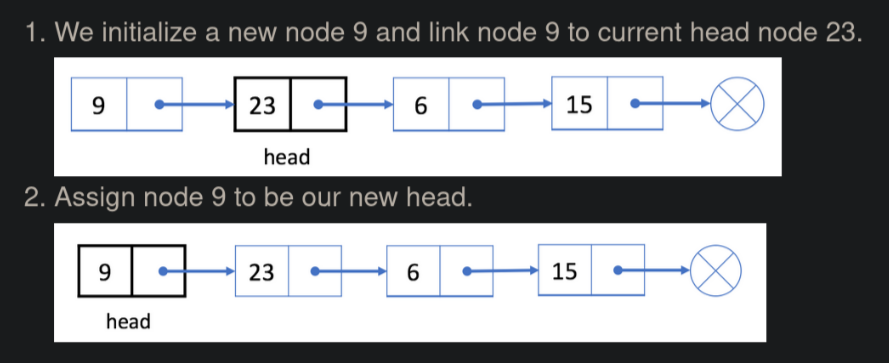 1. We initialize a new node 9 and link node 9 to current head node 23.
9 23 6 15
head
2. Assign node 9 to be our new head.
9 23 6 15
head